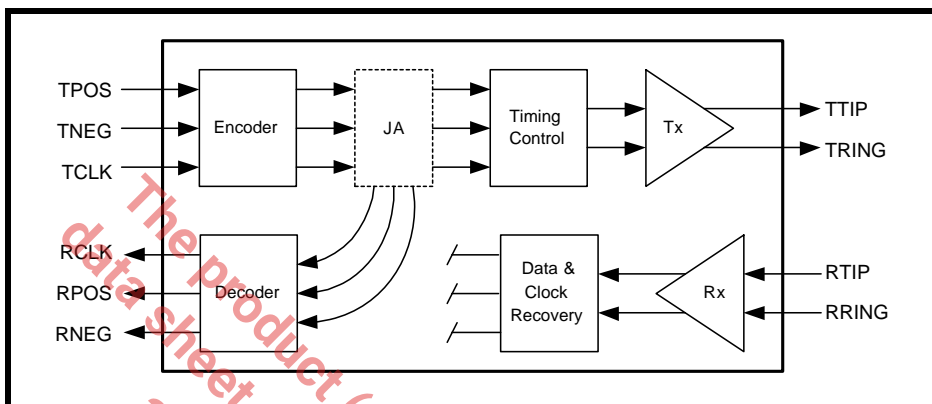 TPOS
TNEG
TCLK
Encoder
JA
Timing
Control
Tx
TTIP
TRING
RCLK
RPOS
RNEG
Decoder
Data &
Clock
Recovery
Rx
RTIP
RRING
The product (
data sheet